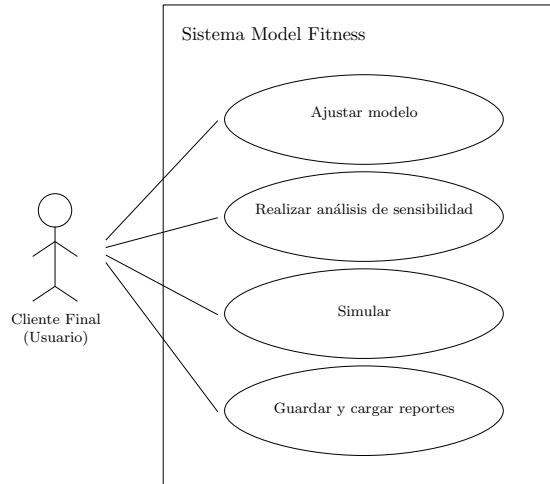 Sistema Model Fitness
Ajustar modelo
Realizar análisis de sensibilidad
Simular
Guardar y cargar reportes
Cliente Final
(Usuario)